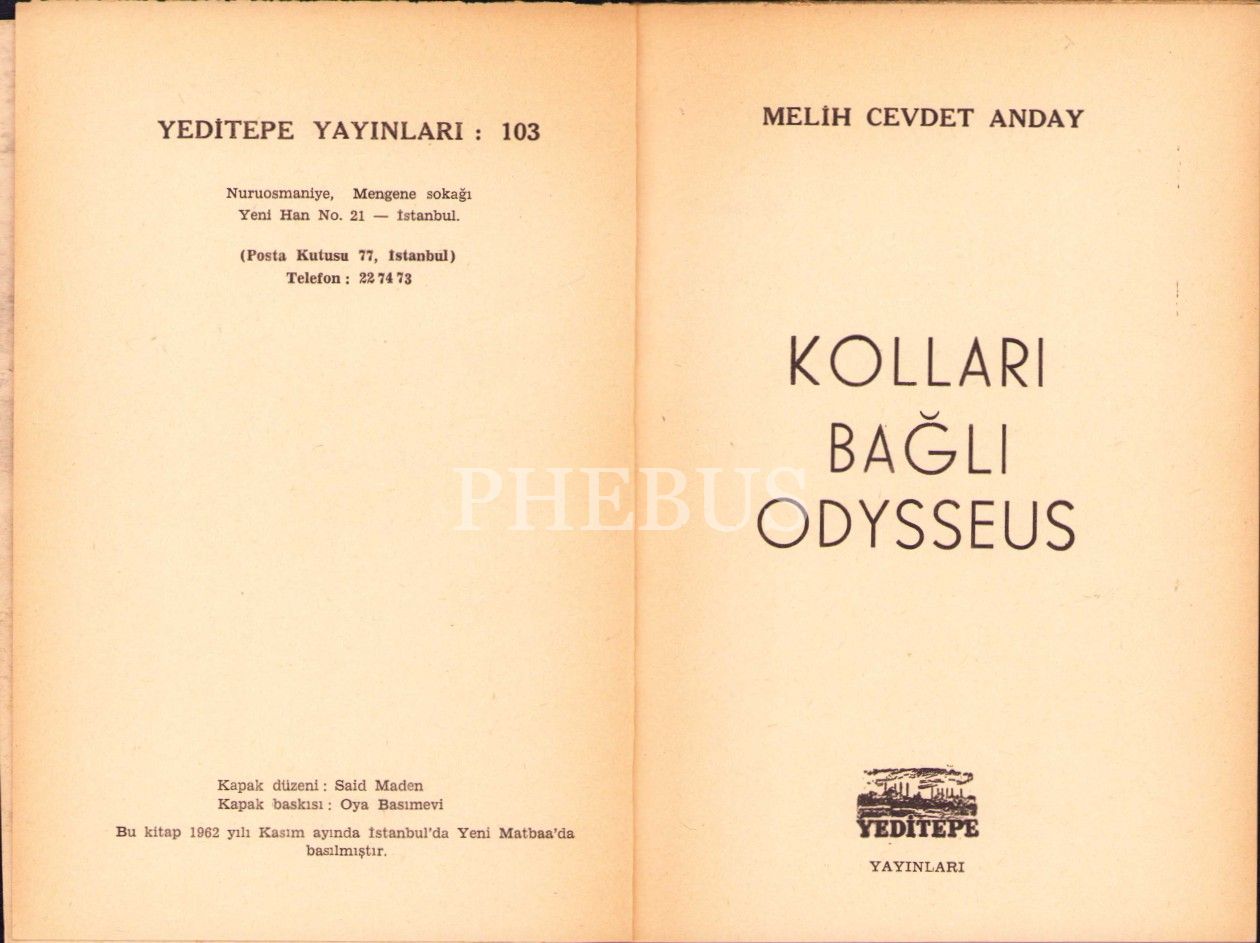 YEDİTEPE YAYINLARI : 103
Nuruosmaniye, Mengene sokağı
Yeni Han No. 21 — İstanbul.
(Posta Kutusu 77, İstanbul)
Telefon : 22 74 73
Kapak düzeni : Said Maden
Kapak baskısı : Oya Basımevi
Bu kitap 1962 yılı Kasım ayında İstanbul'da Yeni Matbaa'da
basılmıştır.
MELİH CEVDET ANDAY
KOLLARI
BAĞLI
ODYSSEUS
YEDİTEPE
YAYINLARI
PHEBUS